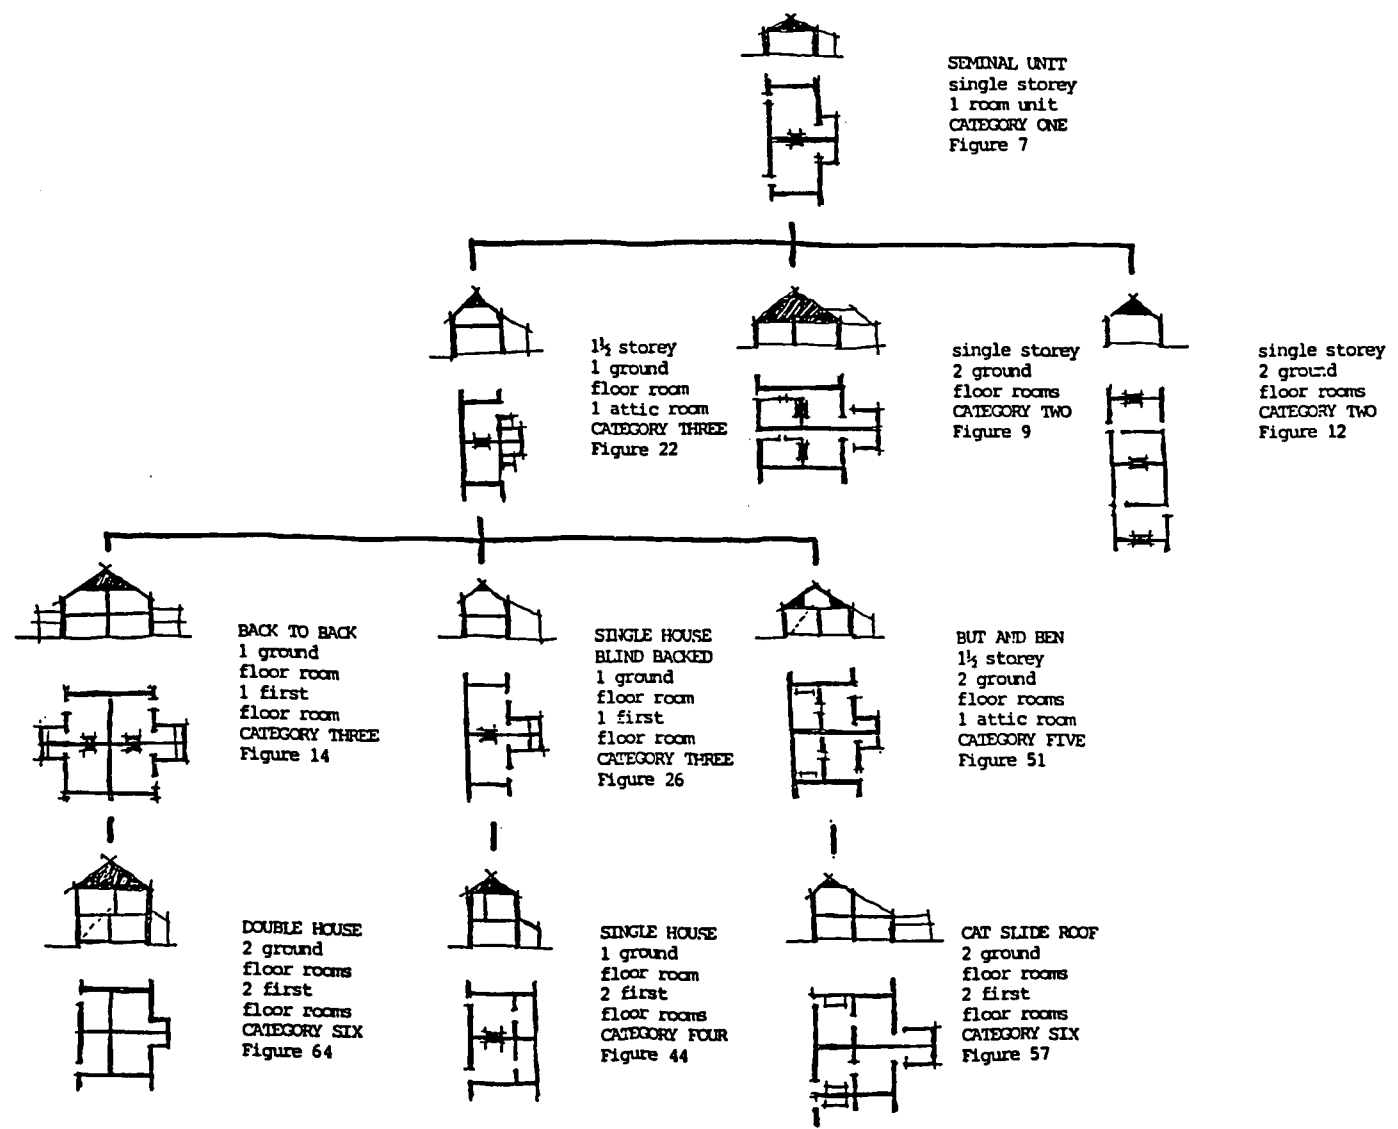 SEMINAL UNIT
single storey
1 room unit
CATEGORY ONE
Figure 7
1½ storey
1 ground
floor room
1 attic room
CATEGORY THREE
Figure 22
single storey
2 ground
floor rooms
CATEGORY TWO
Figure 9
single storey
2 ground
floor rooms
CATEGORY TWO
Figure 12
BACK TO BACK
1 ground
floor room
1 first
floor room
CATEGORY THREE
Figure 14
SINGLE HOUSE
BLIND BACKED
1 ground
floor room
1 first
floor room
CATEGORY THREE
Figure 26
BUT AND BEN
1½ storey
2 ground
floor rooms
1 attic room
CATEGORY FIVE
Figure 51
DOUBLE HOUSE
2 ground
floor rooms
2 first
floor rooms
CATEGORY SIX
Figure 64
SINGLE HOUSE
1 ground
floor room
2 first
floor rooms
CATEGORY FOUR
Figure 44
CAT SLIDE ROOF
2 ground
floor rooms
2 first
floor rooms
CATEGORY SIX
Figure 57